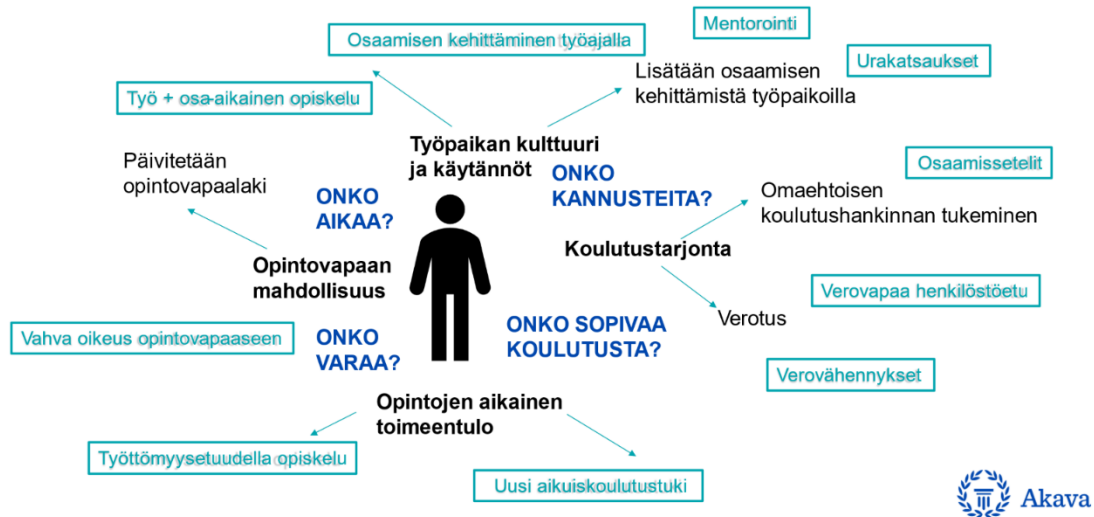 Mentorointi
Osaamisen kehittäminen työajalla
Urakatsaukset
Lisätään osaamisen
kehittämistä työpaikoilla
Työ + osa-aikainen opiskelu
Työpaikan kulttuuri
ja käytännöt
Päivitetään
opintovapaalaki
ONKO
AIKAA?
ONKO
KANNUSTEITA?
Osaamissetelit
Omaehtoisen
koulutushankinnan tukeminen
Koulutustarjonta
Opintovapaan
mahdollisuus
Verovapaa henkilöstöetu
Verotus
Vahva oikeus opintovapaaseen
ONKO
VARAA?
ONKO SOPIVAA
KOULUTUSTA?
Verovähennykset
Opintojen aikainen
toimeentulo
Työttömyysetuudella opiskelu
Uusi aikuiskoulutustuki
Akava